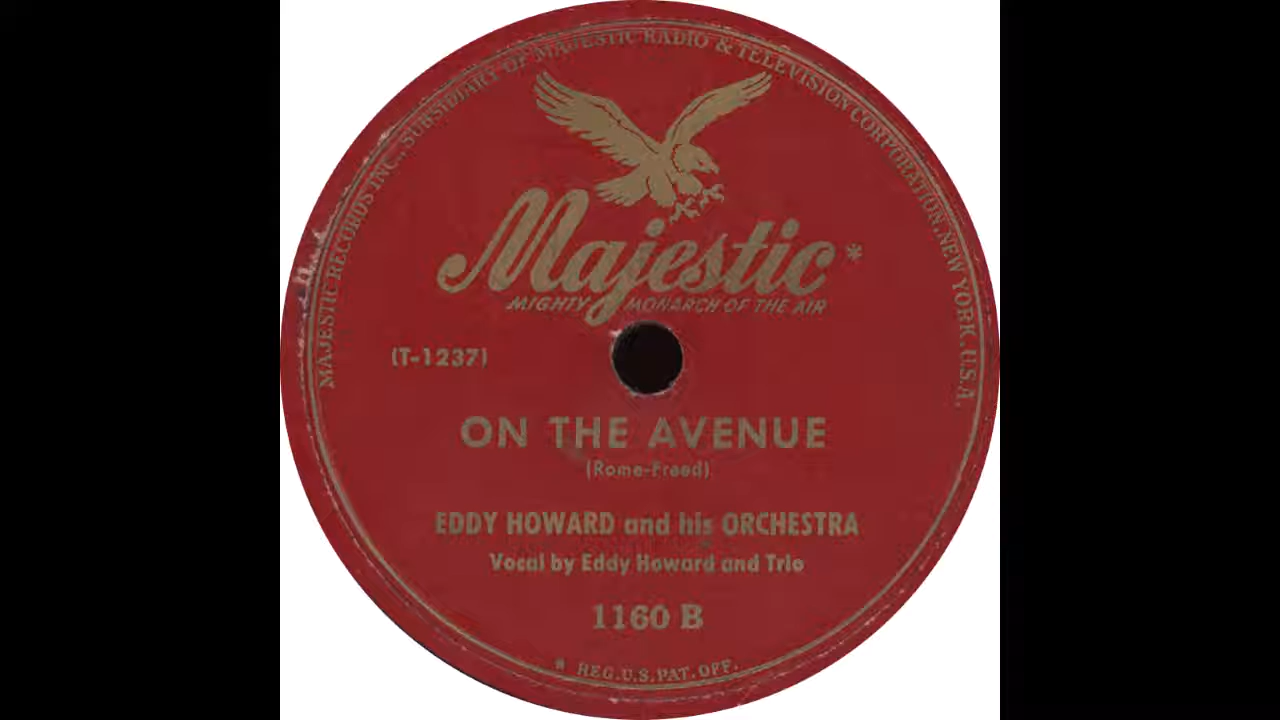 MAJESTIC RECORDS INC., SUBSIDIARY OF MAJESTIC RADIO & TELEVISION CORPORATION, NEW YORK, U.S.A.
Majestic*
MIGHTY MONARCH OF THE AIR
(T-1237)
ON THE AVENUE
(Rome-Freed)
EDDY HOWARD and his ORCHESTRA
Vocal by Eddy Howard and Trio
1160 B
* REG. U.S. PAT. OFF.